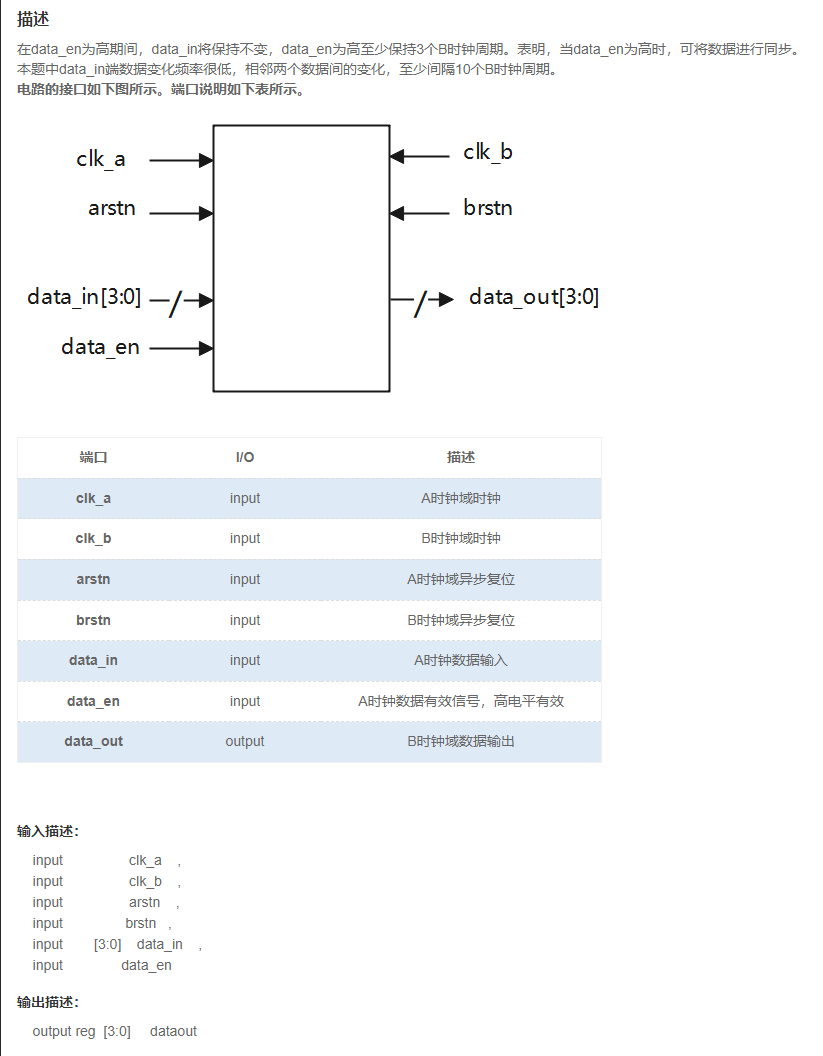 描述
在data_en为高期间，data_in将保持不变，data_en为高至少保持3个B时钟周期。表明，当data_en为高时，可将数据进行同步。
本题中data_in端数据变化频率很低，相邻两个数据间的变化，至少间隔10个B时钟周期。
电路的接口如下图所示。端口说明如下表所示。
clk_a clk_b
arstn brstn
data_in[3:0] data_out[3:0]
data_en
端口 I/O 描述
clk_a input A时钟域时钟
clk_b input B时钟域时钟
arstn input A时钟域异步复位
brstn input B时钟域异步复位
data_in input A时钟数据输入
data_en input A时钟数据有效信号，高电平有效
data_out output B时钟域数据输出
输入描述：
input clk_a ,
input clk_b ,
input arstn ,
input brstn ,
input [3:0] data_in ,
input data_en
输出描述：
output reg [3:0] dataout